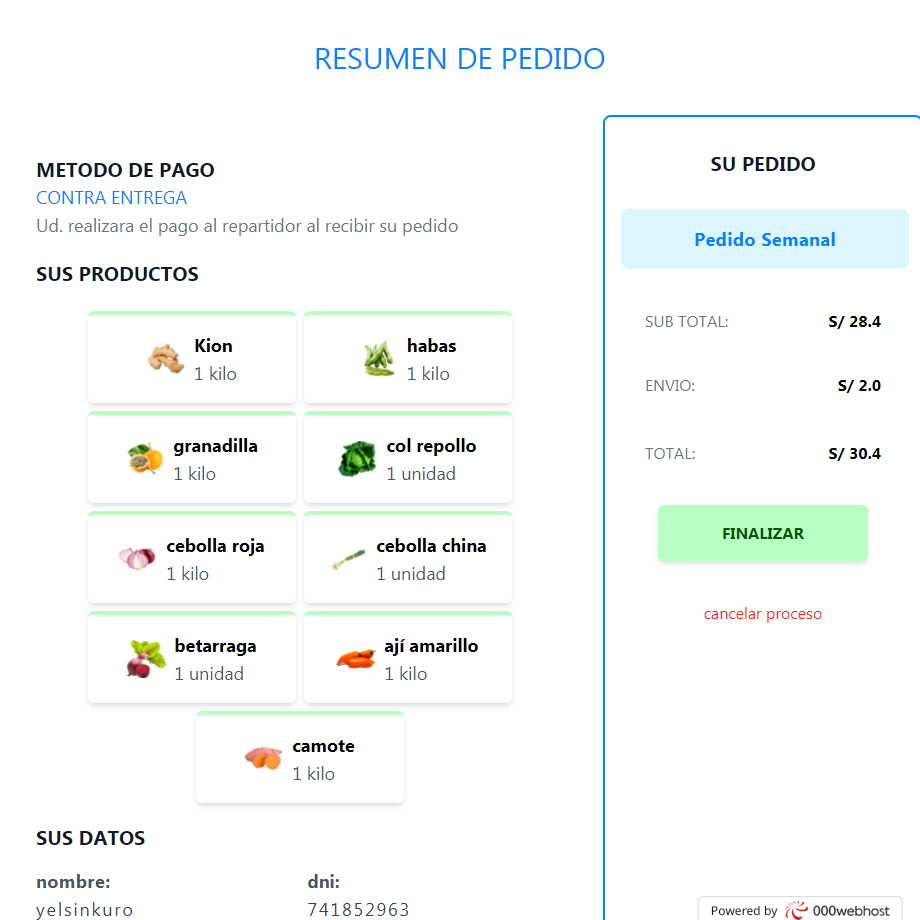 RESUMEN DE PEDIDO
METODO DE PAGO
CONTRA ENTREGA
Ud. realizara el pago al repartidor al recibir su pedido
SUS PRODUCTOS
Kion
1 kilo
habas
1 kilo
granadilla
1 kilo
col repollo
1 unidad
cebolla roja
1 kilo
cebolla china
1 unidad
betarraga
1 unidad
ají amarillo
1 kilo
camote
1 kilo
SUS DATOS
nombre:
yelsinkuro
dni:
741852963
SU PEDIDO
Pedido Semanal
SUB TOTAL: S/ 28.4
ENVIO: S/ 2.0
TOTAL: S/ 30.4
FINALIZAR
cancelar proceso
Powered by 000webhost